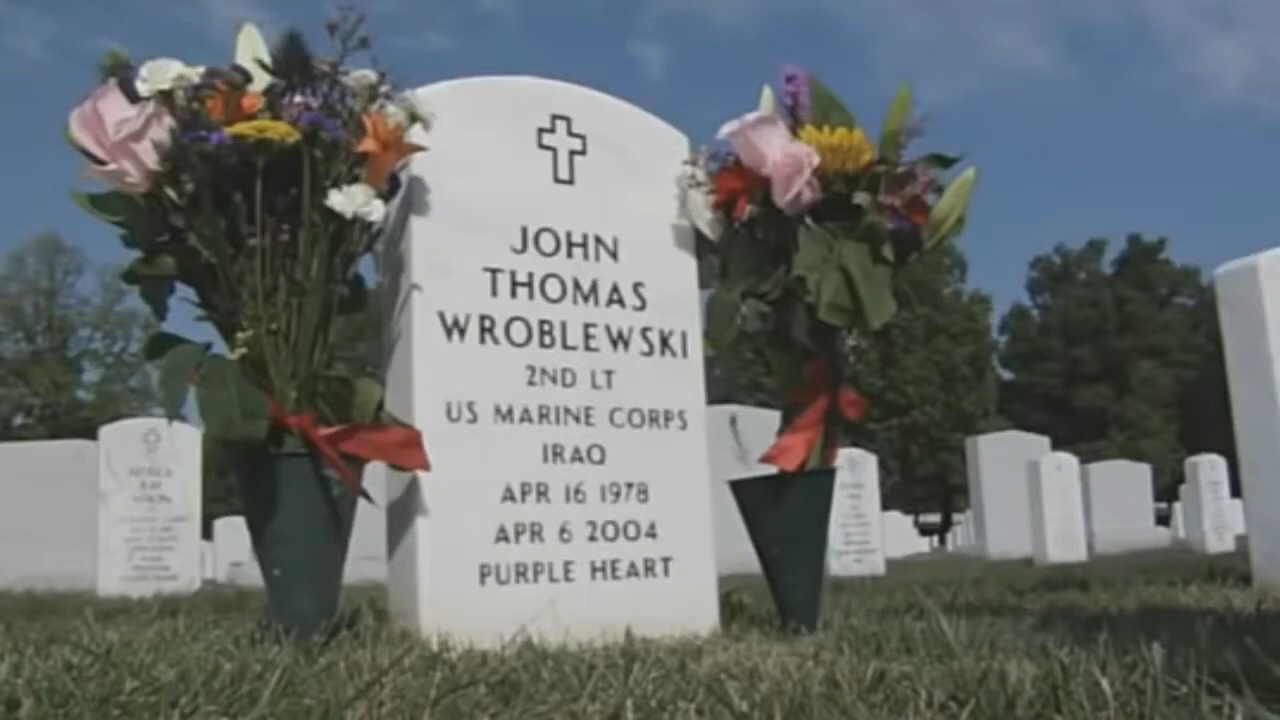 JOHN
THOMAS
WROBLEWSKI
2ND LT
US MARINE CORPS
IRAQ
APR 16 1978
APR 6 2004
PURPLE HEART